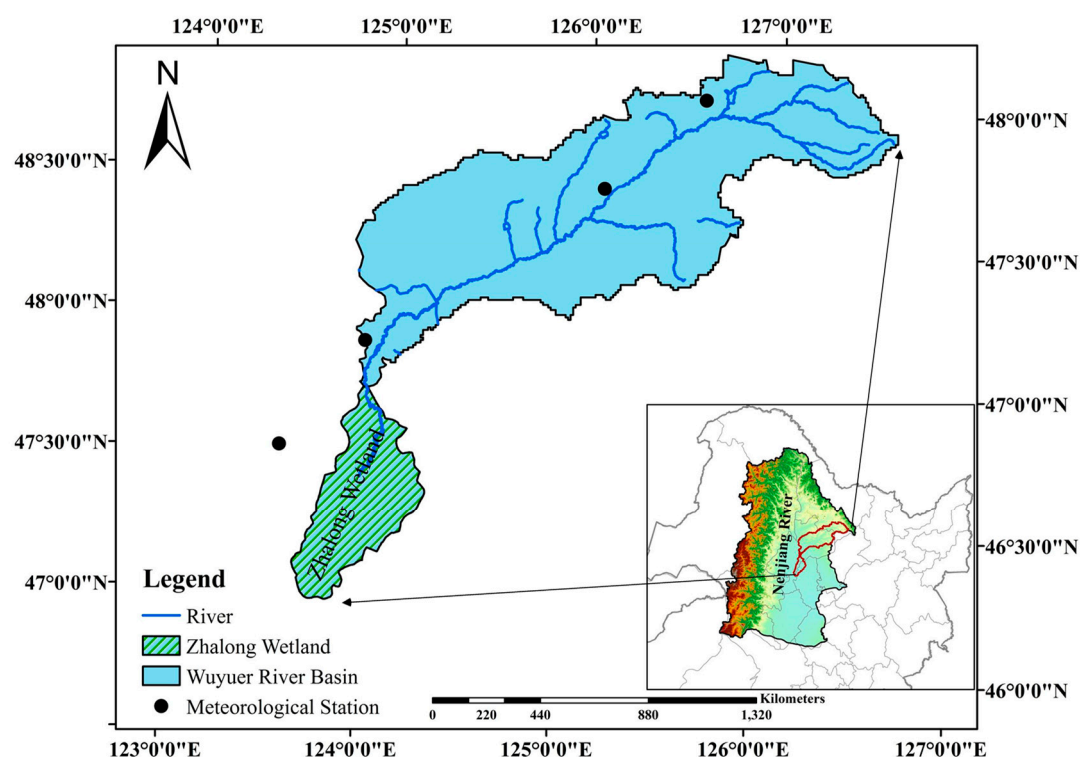 124°0'0"E 125°0'0"E 126°0'0"E 127°0'0"E
N
48°0'0"N
48°30'0"N
47°30'0"N
48°0'0"N
47°0'0"N
47°30'0"N
Zhalong Wetland
Nenjiang River
46°30'0"N
47°0'0"N
Legend
River
Zhalong Wetland
Wuyuer River Basin
Meteorological Station
Kilometers
0 220 440 880 1,320
46°0'0"N
123°0'0"E 124°0'0"E 125°0'0"E 126°0'0"E 127°0'0"E